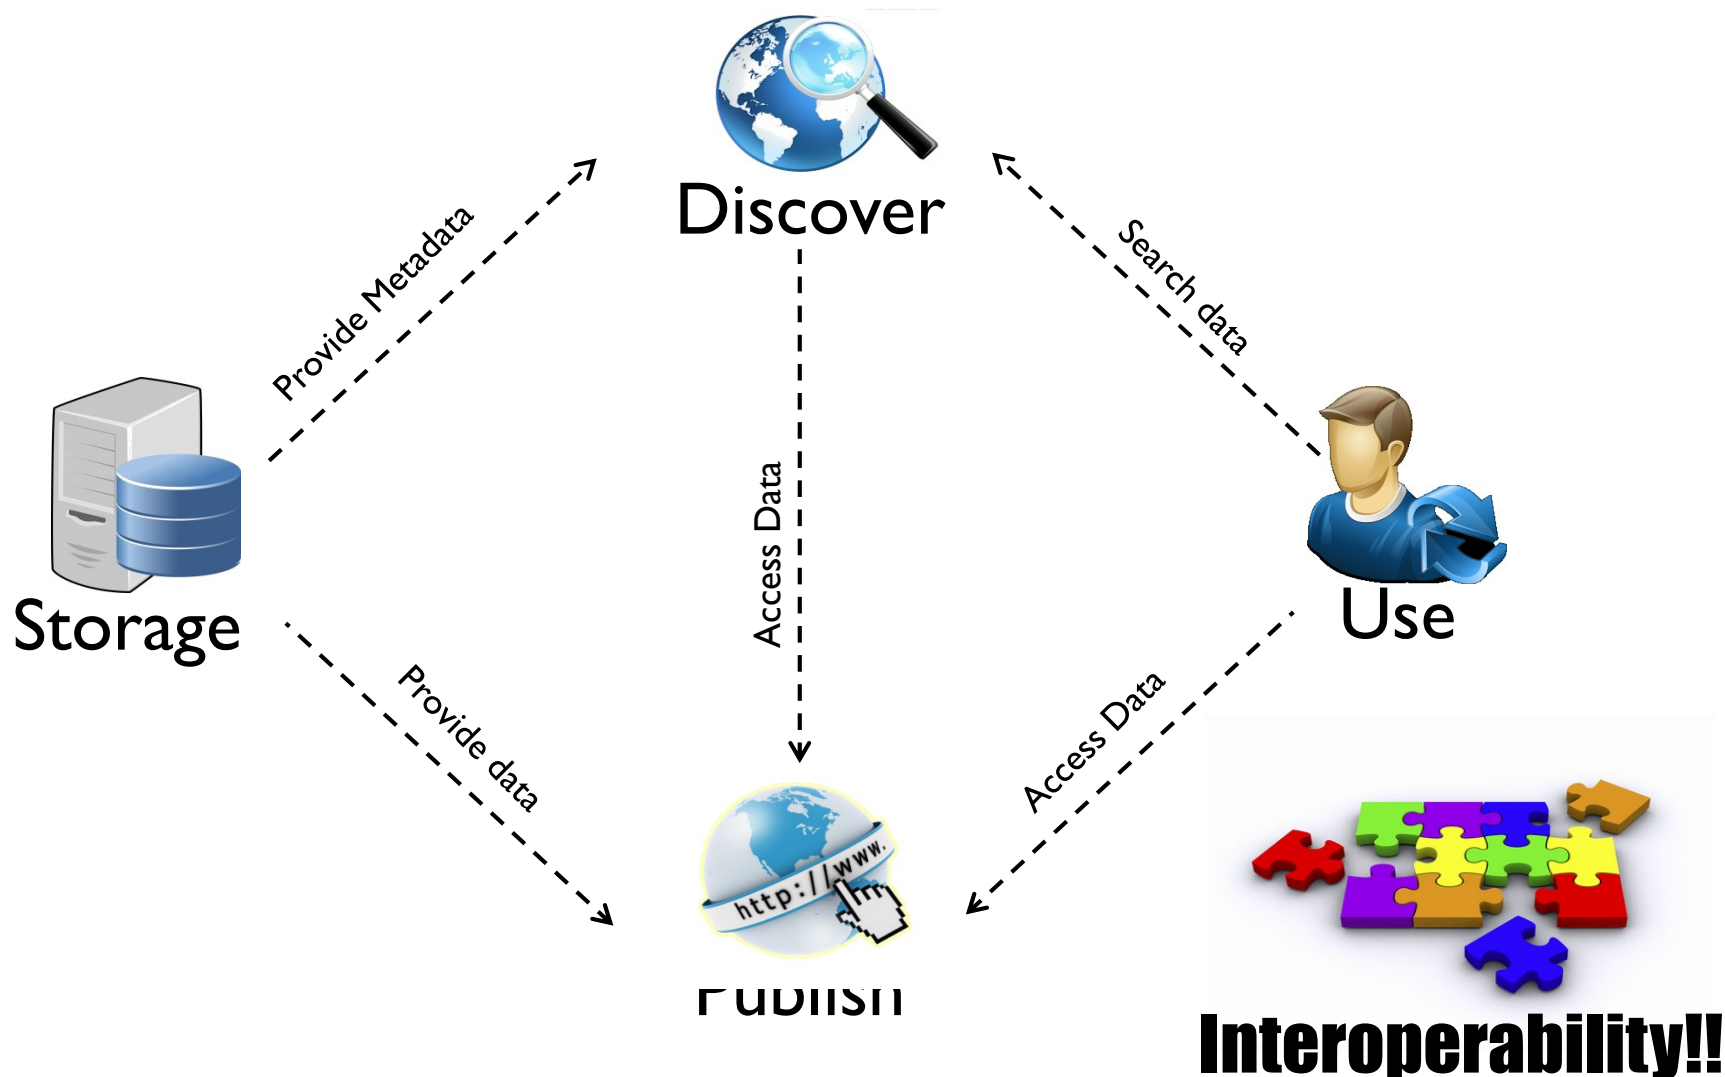 Discover
Provide Metadata
Search data
Access Data
Storage
Use
Provide data
Access Data
http://www.
Publish
Interoperability!!